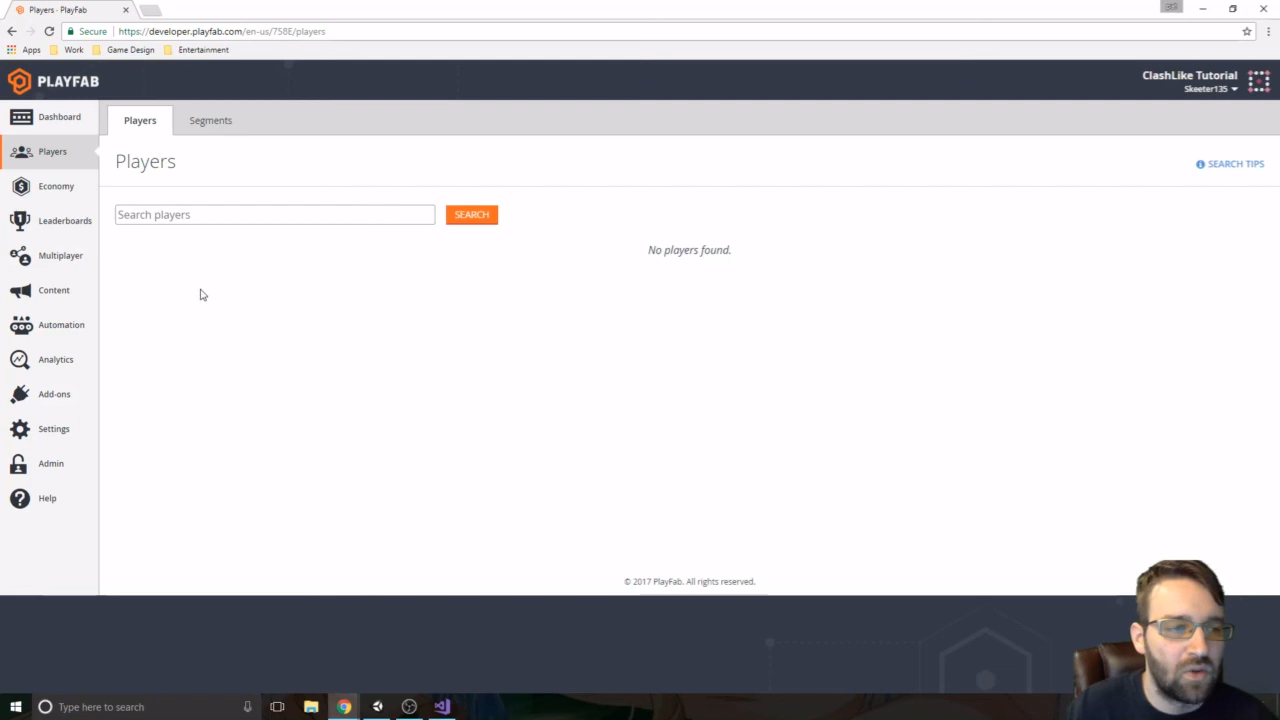 Players - PlayFab
Secure
https://developer.playfab.com/en-us/758E/players
Apps
Work
Game Design
Entertainment
PLAYFAB
ClashLike Tutorial
Skeeter135
Dashboard
Players
Economy
Leaderboards
Multiplayer
Content
Automation
Analytics
Add-ons
Settings
Admin
Help
Players
Segments
Players
SEARCH TIPS
Search players
SEARCH
No players found.
© 2017 PlayFab. All rights reserved.
Type here to search